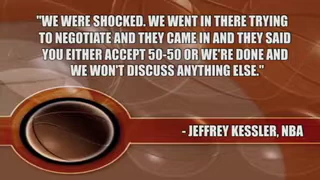 "WE WERE SHOCKED. WE WENT IN THERE TRYING
TO NEGOTIATE AND THEY CAME IN AND THEY SAID
YOU EITHER ACCEPT 50-50 OR WE'RE DONE AND
WE WON'T DISCUSS ANYTHING ELSE."
- JEFFREY KESSLER, NBA